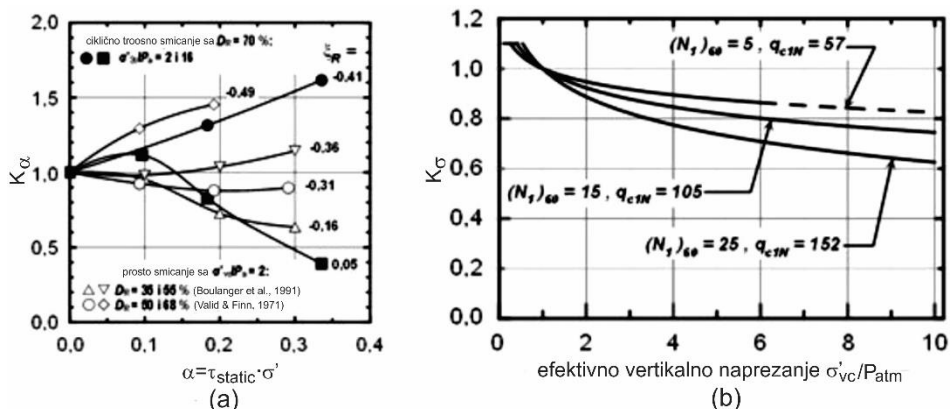 2.0
1.5
1.0
0.5
0.0
Kα
ciklično troosno smicanje sa DR = 70 %:
= 2 i 16
ξR =
-0.41
-0.49
-0.36
-0.31
-0.16
0,05
prosto smicanje sa = 2:
DR = 35 i 55 % (Boulanger et al., 1991)
DR = 50 i 68 % (Valid & Finn. 1971)
0,0 0,1 0,2 0,3 0,4
α=τstatic·σ'
(a)
1.2
1.0
0.8
0.6
0.4
0.2
0.0
Kσ
(N1)60 = 5 , qc1N = 57
(N1)60 = 15 , qc1N = 105
(N1)60 = 25 , qc1N = 152
0 2 4 6 8 10
efektivno vertikalno naprezanje σ'vc/Patm
(b)